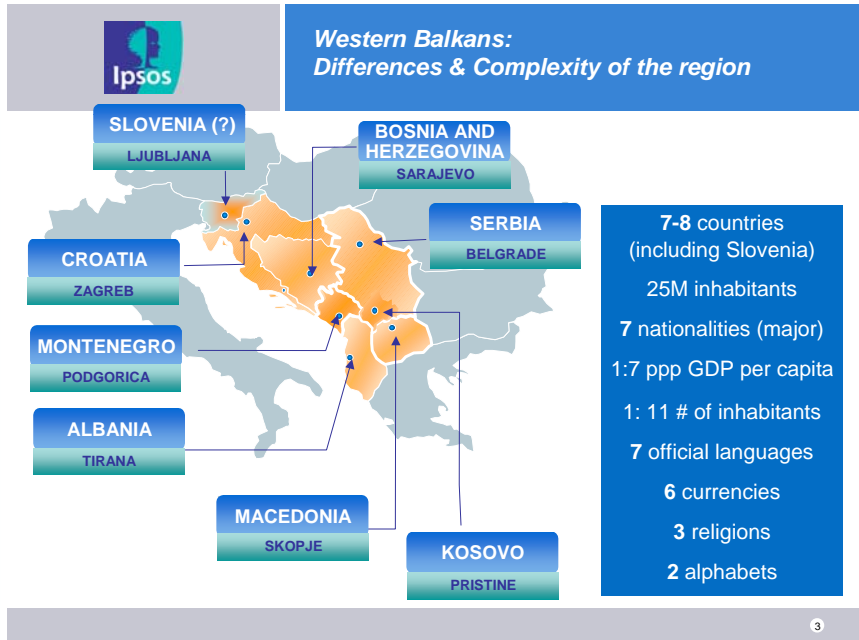 Ipsos
Western Balkans:
Differences & Complexity of the region
SLOVENIA (?)
LJUBLJANA
BOSNIA AND
HERZEGOVINA
SARAJEVO
SERBIA
BELGRADE
CROATIA
ZAGREB
MONTENEGRO
PODGORICA
ALBANIA
TIRANA
MACEDONIA
SKOPJE
KOSOVO
PRISTINE
7-8 countries
(including Slovenia)
25M inhabitants
7 nationalities (major)
1:7 ppp GDP per capita
1: 11 # of inhabitants
7 official languages
6 currencies
3 religions
2 alphabets
3